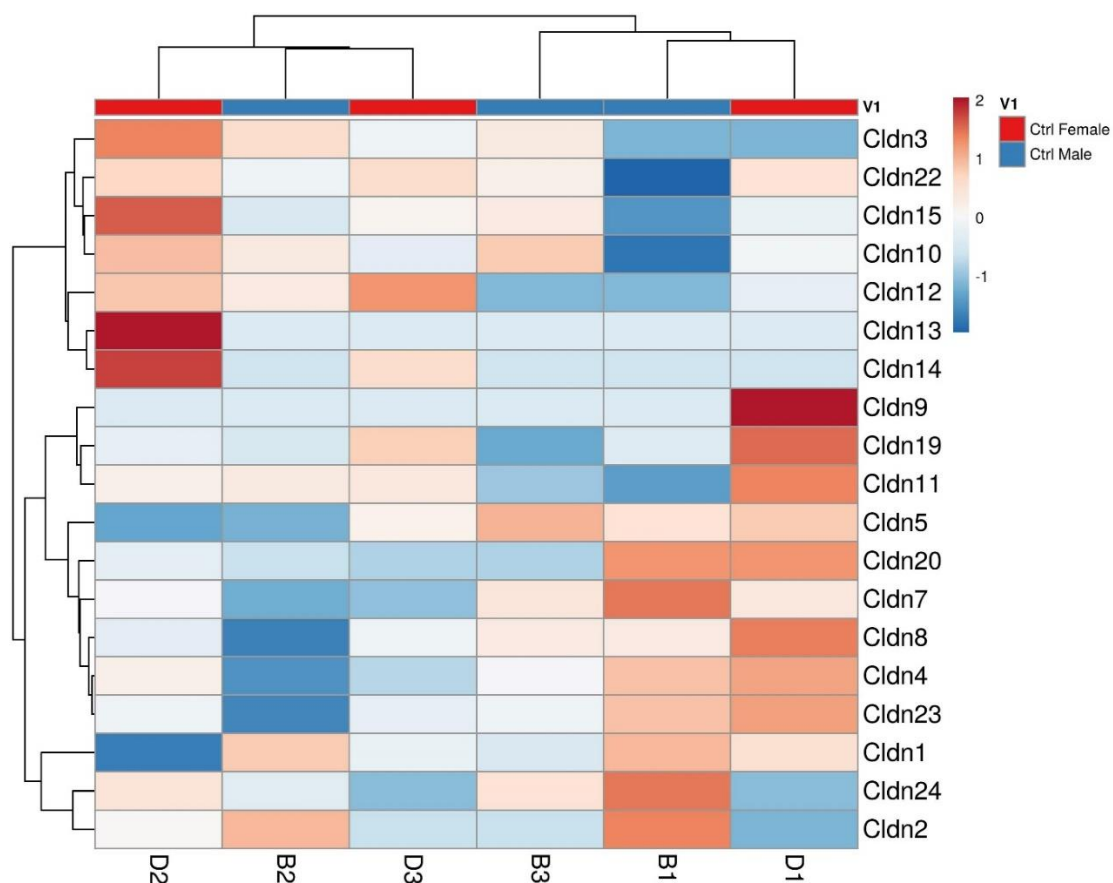 V1
Cldn3
Cldn22
Cldn15
Cldn10
Cldn12
Cldn13
Cldn14
Cldn9
Cldn19
Cldn11
Cldn5
Cldn20
Cldn7
Cldn8
Cldn4
Cldn23
Cldn1
Cldn24
Cldn2
D2 B2 D3 B3 B1 D1
2
1
0
-1
V1
Ctrl Female
Ctrl Male